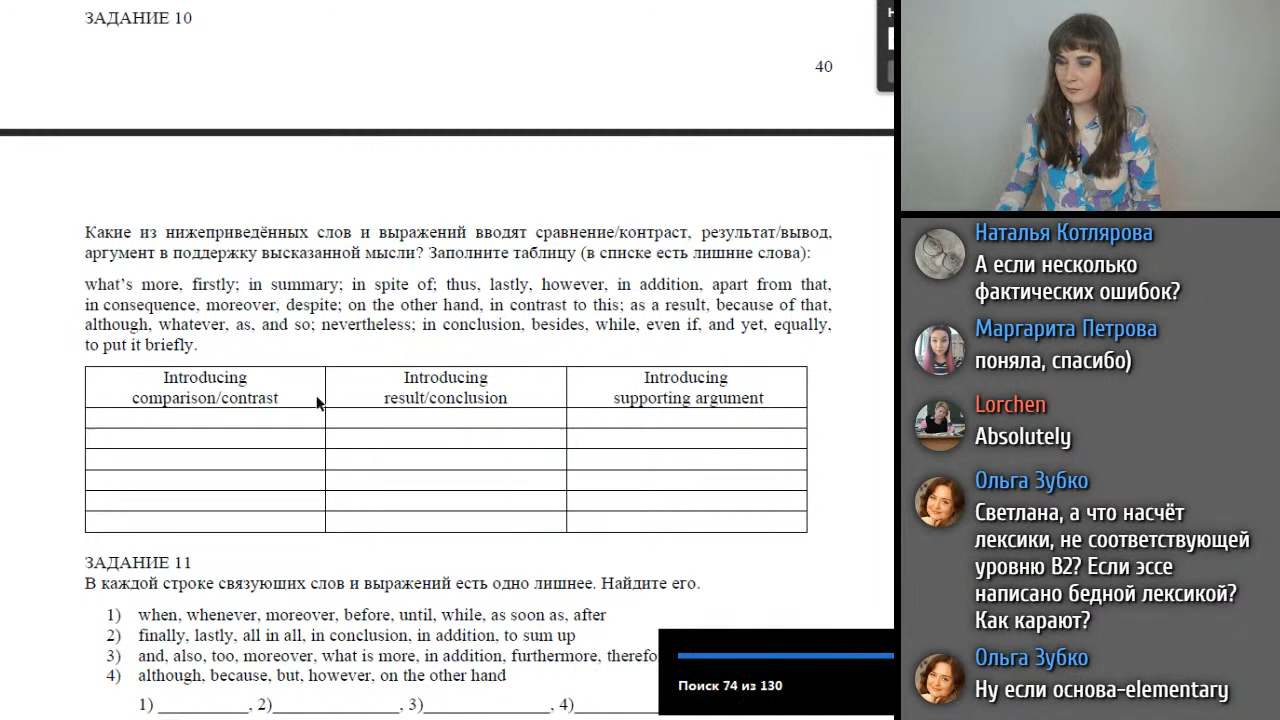 ЗАДАНИЕ 10
40
Какие из нижеприведённых слов и выражений вводят сравнение/контраст, результат/вывод,
аргумент в поддержку высказанной мысли? Заполните таблицу (в списке есть лишние слова):
what's more, firstly; in summary; in spite of; thus, lastly, however, in addition, apart from that,
in consequence, moreover, despite; on the other hand, in contrast to this; as a result, because of that,
although, whatever, as, and so; nevertheless; in conclusion, besides, while, even if, and yet, equally,
to put it briefly.
Introducing
comparison/contrast
Introducing
result/conclusion
Introducing
supporting argument
ЗАДАНИЕ 11
В каждой строке связующих слов и выражений есть одно лишнее. Найдите его.
1) when, whenever, moreover, before, until, while, as soon as, after
2) finally, lastly, all in all, in conclusion, in addition, to sum up
3) and, also, too, moreover, what is more, in addition, furthermore, therefo
4) although, because, but, however, on the other hand
1) _________, 2)_____________, 3)_____________, 4)
Поиск 74 из 130
Наталья Котлярова
А если несколько
фактических ошибок?
Маргарита Петрова
поняла, спасибо)
Lorchen
Absolutely
Ольга Зубко
Светлана, а что насчёт
лексики, не соответствующей
уровню B2? Если эссе
написано бедной лексикой?
Как карают?
Ольга Зубко
Ну если основа-elementary